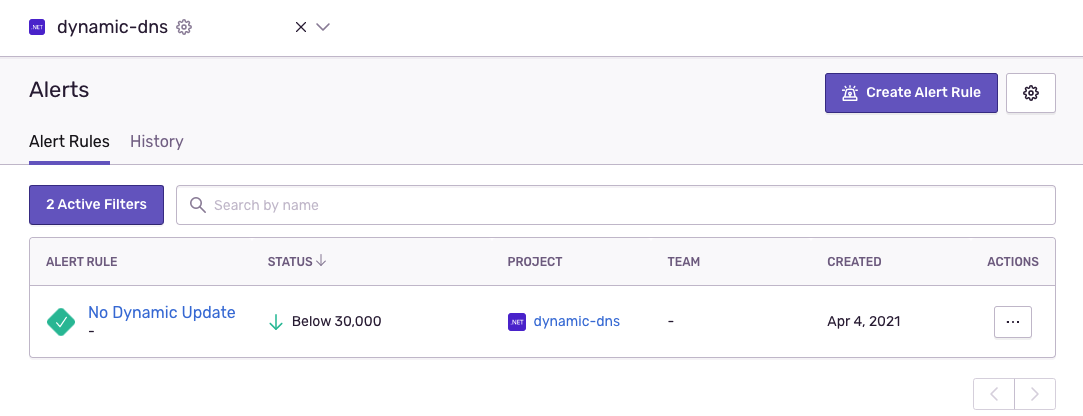 .NET dynamic-dns
Alerts
Create Alert Rule
Alert Rules History
2 Active Filters Search by name
ALERT RULE STATUS PROJECT TEAM CREATED ACTIONS
No Dynamic Update
-
Below 30,000 .NET dynamic-dns - Apr 4, 2021